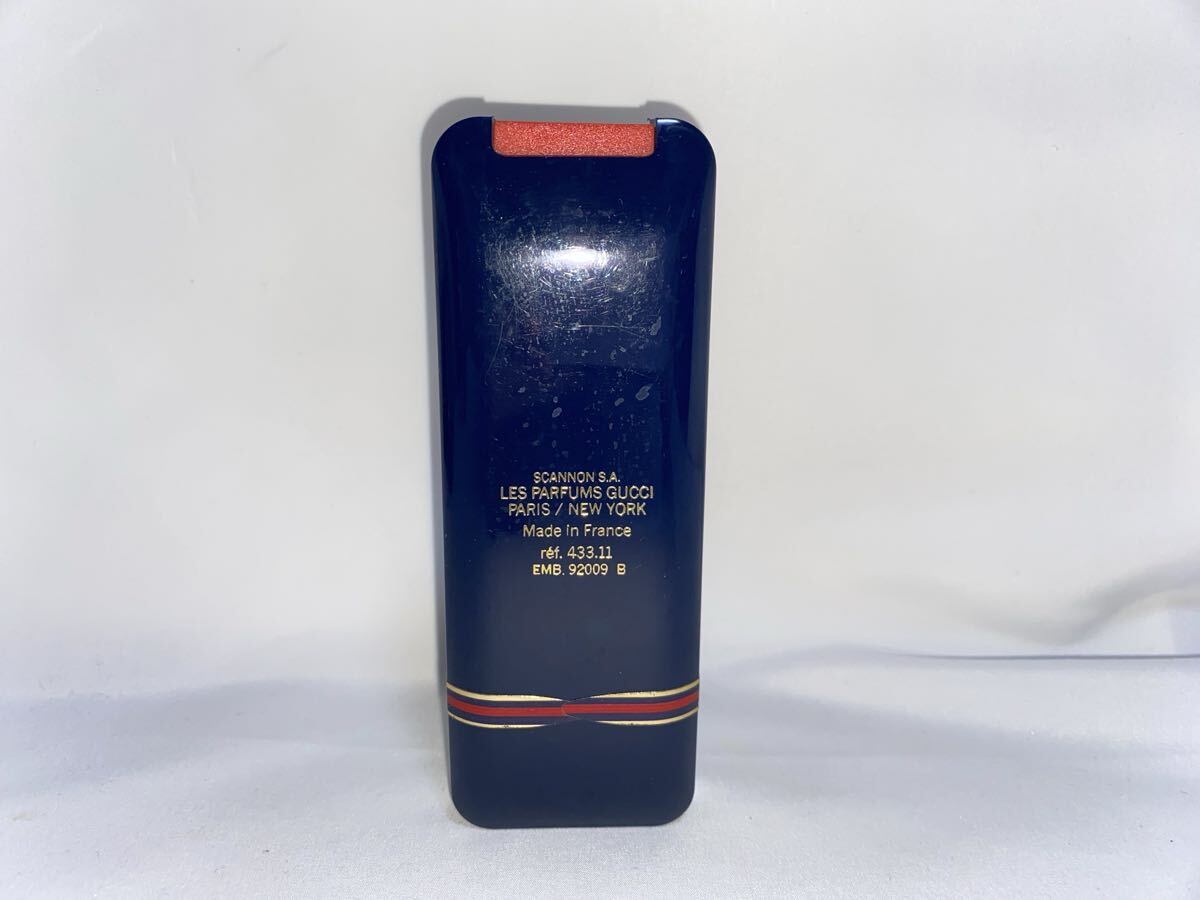 SCANNON S.A.
LES PARFUMS GUCCI
PARIS / NEW YORK
Made in France
réf. 433.11
EMB. 92009 B